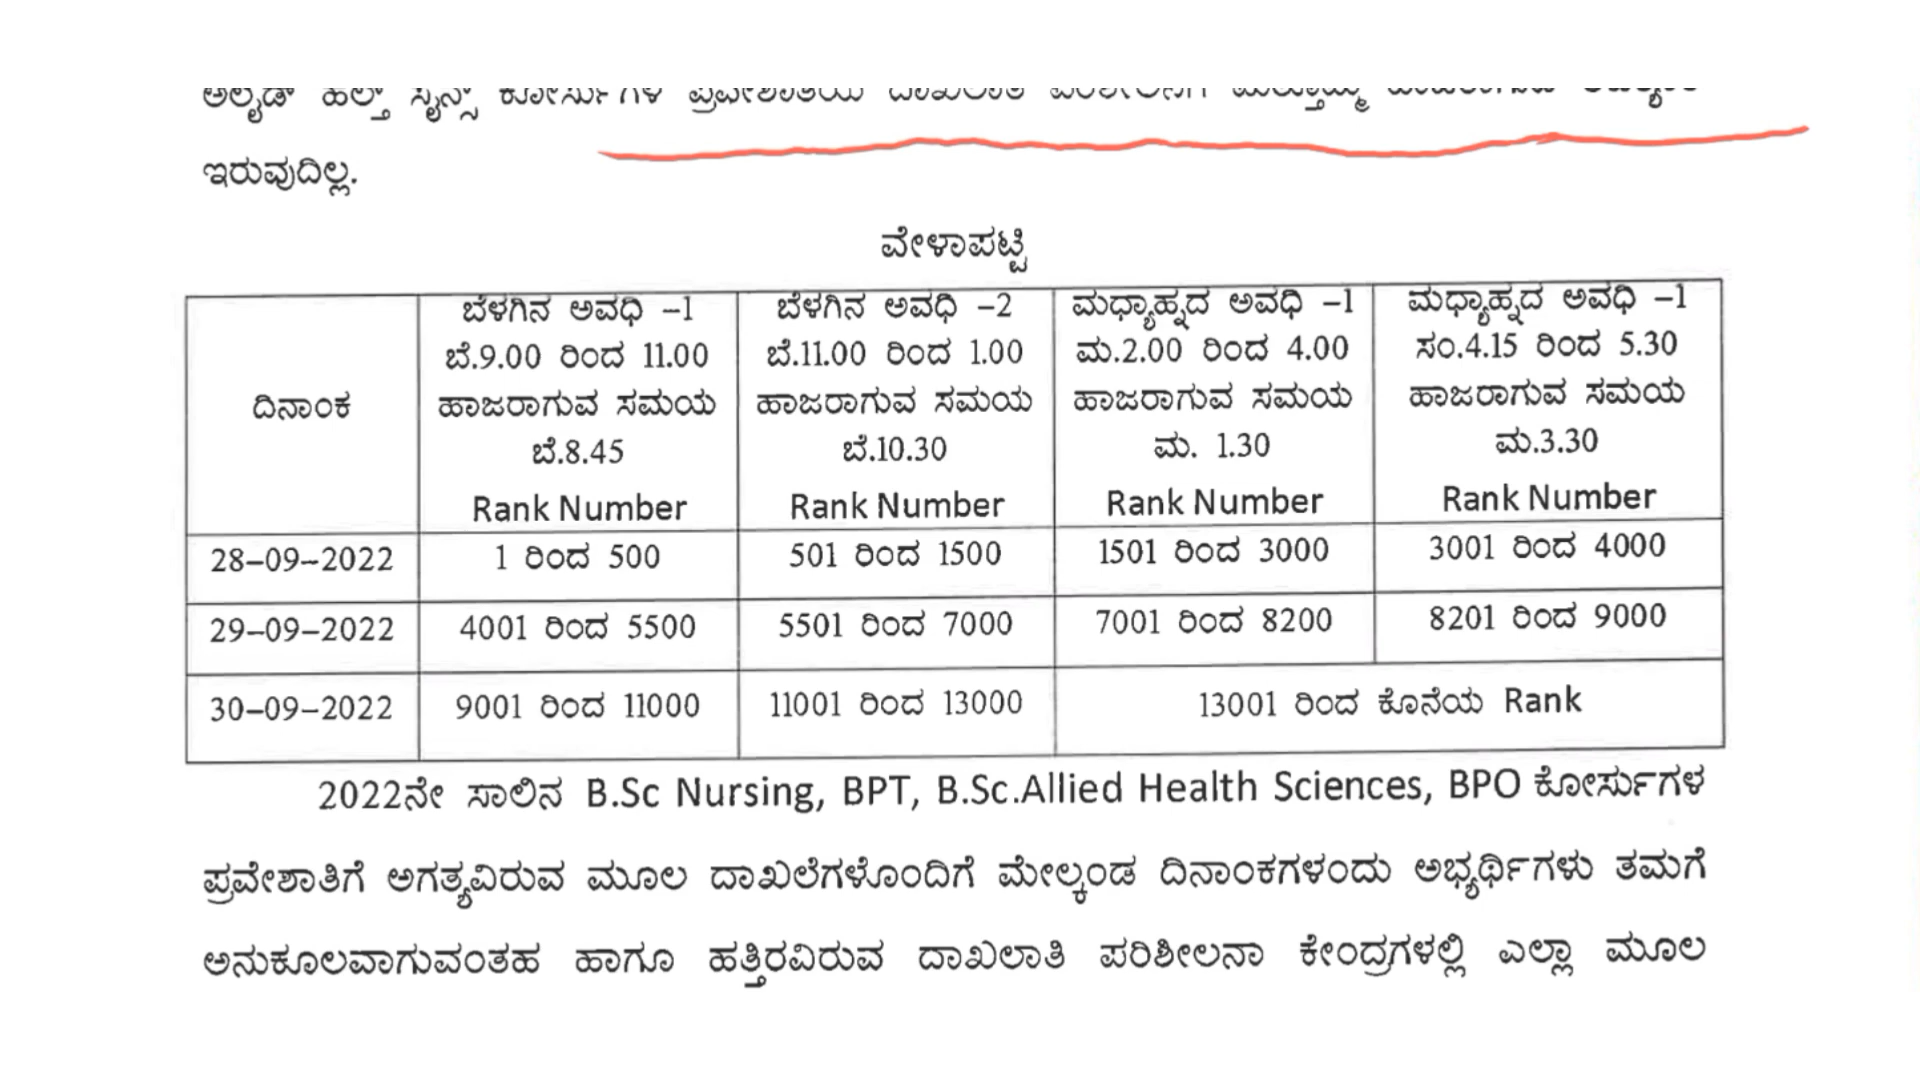 ಅಲೈಡ್ ಹೆಲ್ತ್ ಸೈನ್ಸ್ ಕೋರ್ಸುಗಳ ಪ್ರವೇಶಾತಿಯ ದಾಖಲಾತಿ
ಇರುವುದಿಲ್ಲ.
ವೇಳಾಪಟ್ಟಿ
ದಿನಾಂಕ
ಬೆಳಗಿನ ಅವಧಿ –1
ಬೆ.9.00 ರಿಂದ 11.00
ಹಾಜರಾಗುವ ಸಮಯ
ಬೆ.8.45
Rank Number
ಬೆಳಗಿನ ಅವಧಿ –2
ಬೆ.11.00 ರಿಂದ 1.00
ಹಾಜರಾಗುವ ಸಮಯ
ಬೆ.10.30
Rank Number
ಮಧ್ಯಾಹ್ನದ ಅವಧಿ –1
ಮ.2.00 ರಿಂದ 4.00
ಹಾಜರಾಗುವ ಸಮಯ
ಮ. 1.30
Rank Number
ಮಧ್ಯಾಹ್ನದ ಅವಧಿ –1
ಸಂ.4.15 ರಿಂದ 5.30
ಹಾಜರಾಗುವ ಸಮಯ
ಮ.3.30
Rank Number
28–09–2022 1 ರಿಂದ 500 501 ರಿಂದ 1500 1501 ರಿಂದ 3000 3001 ರಿಂದ 4000
29–09–2022 4001 ರಿಂದ 5500 5501 ರಿಂದ 7000 7001 ರಿಂದ 8200 8201 ರಿಂದ 9000
30–09–2022 9001 ರಿಂದ 11000 11001 ರಿಂದ 13000 13001 ರಿಂದ ಕೊನೆಯ Rank
2022ನೇ ಸಾಲಿನ B.Sc Nursing, BPT, B.Sc.Allied Health Sciences, BPO ಕೋರ್ಸುಗಳ
ಪ್ರವೇಶಾತಿಗೆ ಅಗತ್ಯವಿರುವ ಮೂಲ ದಾಖಲೆಗಳೊಂದಿಗೆ ಮೇಲ್ಕಂಡ ದಿನಾಂಕಗಳಂದು ಅಭ್ಯರ್ಥಿಗಳು ತಮಗೆ
ಅನುಕೂಲವಾಗುವಂತಹ ಹಾಗೂ ಹತ್ತಿರವಿರುವ ದಾಖಲಾತಿ ಪರಿಶೀಲನಾ ಕೇಂದ್ರಗಳಲ್ಲಿ ಎಲ್ಲಾ ಮೂಲ